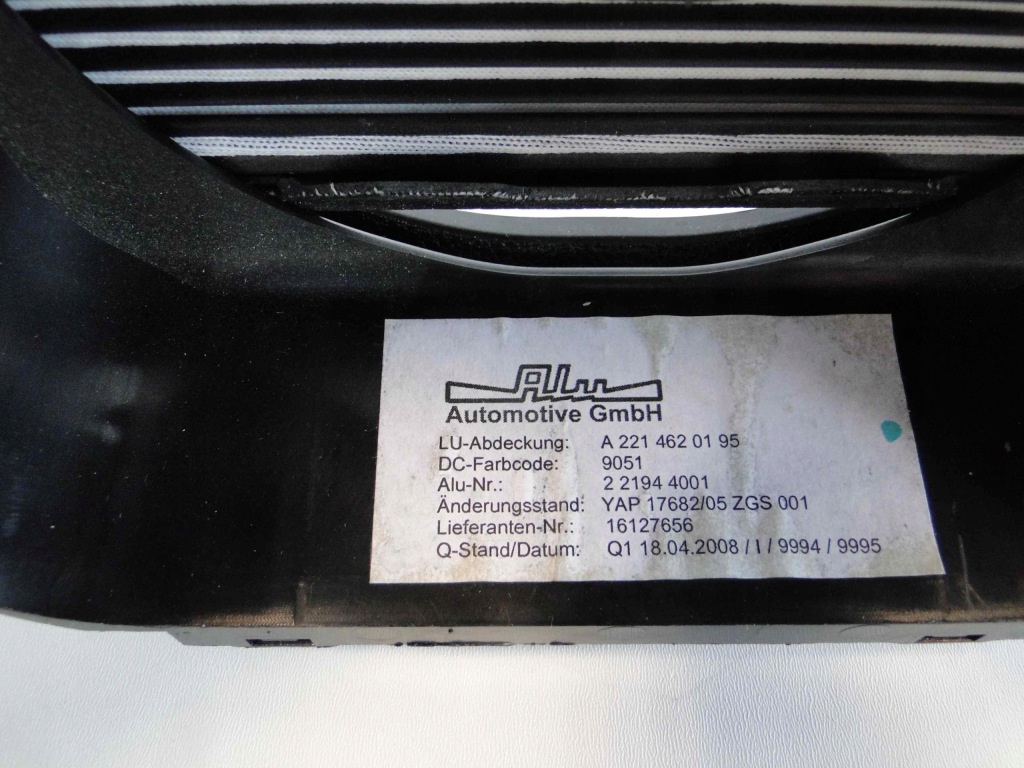 Alu
Automotive GmbH
LU-Abdeckung: A 221 462 01 95
DC-Farbcode: 9051
Alu-Nr.: 2 2194 4001
Änderungsstand: YAP 17682/05 ZGS 001
Lieferanten-Nr.: 16127656
Q-Stand/Datum: Q1 18.04.2008 / I / 9994 / 9995